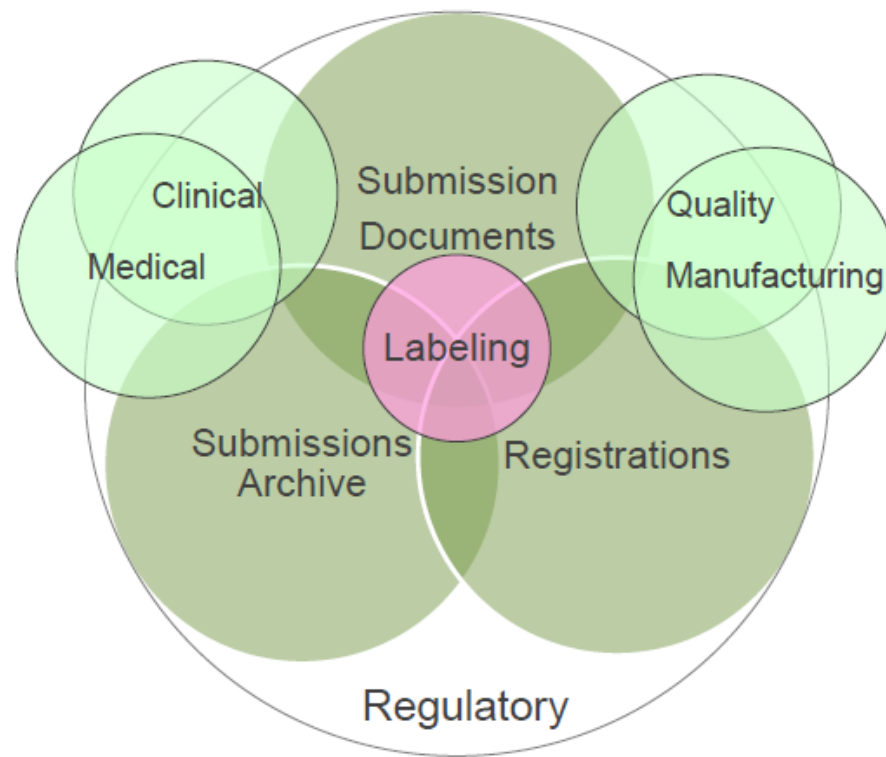 Clinical
Medical
Submission
Documents
Quality
Manufacturing
Labeling
Submissions
Archive
Registrations
Regulatory